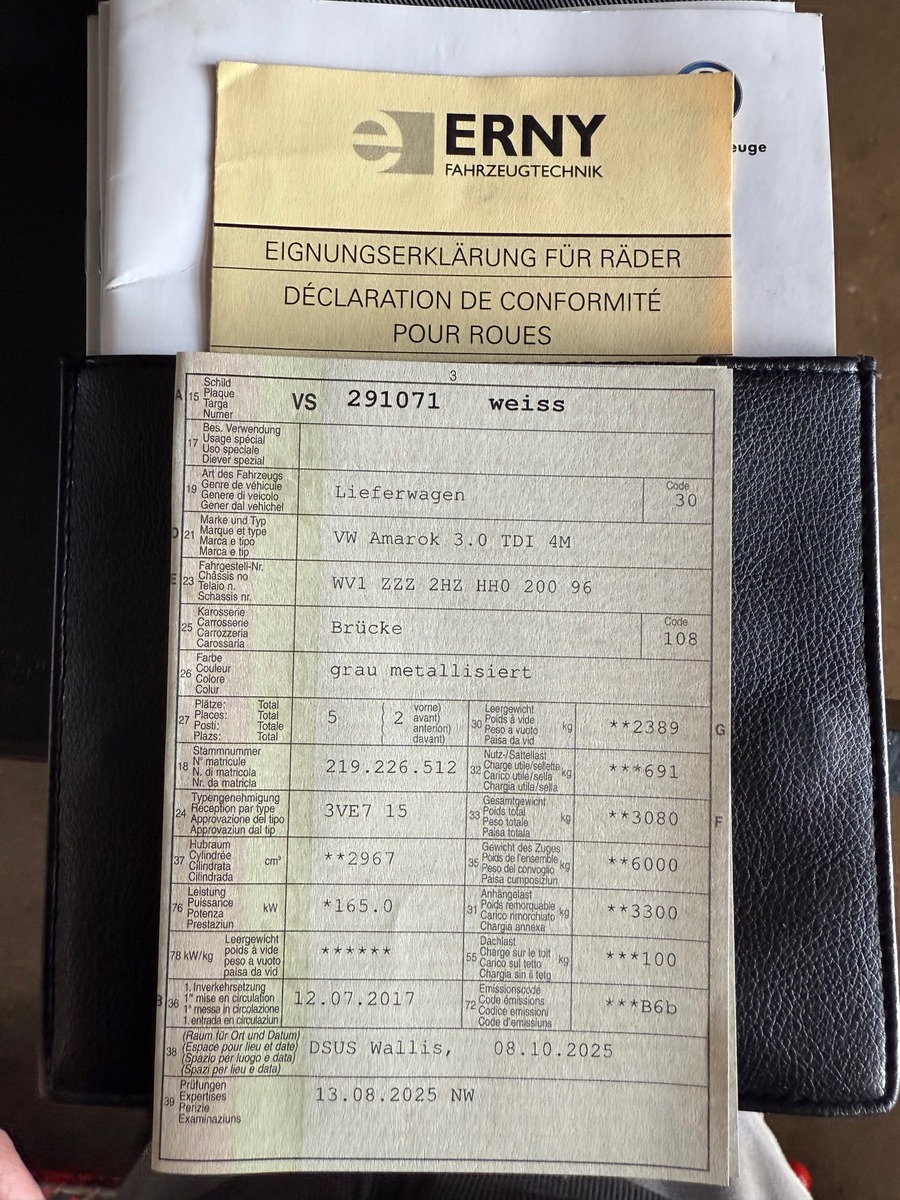 euge
e ERNY
FAHRZEUGTECHNIK
EIGNUNGSERKLÄRUNG FÜR RÄDER
DÉCLARATION DE CONFORMITÉ
POUR ROUES
3
A 15 Schild
Plaque
Targa
Numer
VS 291071 weiss
17 Bes. Verwendung
Usage spécial
Uso speciale
Diever spezial
19 Art des Fahrzeugs
Genre de véhicule
Genere di veicolo
Gener dal vehichel
Lieferwagen
Code
30
D 21 Marke und Typ
Marque et type
Marca e tipo
Marca e tip
VW Amarok 3.0 TDI 4M
E 23 Fahrgestell-Nr.
Châssis no
Telaio n.
Schassis nr.
WV1 ZZZ 2HZ HH0 200 96
25 Karosserie
Carrosserie
Carrozzeria
Carossaria
Brücke
Code
108
26 Farbe
Couleur
Colore
Colur
grau metallisiert
27 Plätze: Total
Places: Total
Posti: Totale
Plazs: Total
5 ( 2 vorne)
avant)
anteriori)
davant)
30 Leergewicht
Poids à vide
Peso a vuoto
Paisa da vid
kg
**2389
G
18 Stammnummer
N° matricule
N. di matricola
Nr. da matricla
219.226.512
32 Nutz-/Sattellast
Charge utile/sellette
Carico utile/sella
Chargia utila/sella
kg
***691
24 Typengenehmigung
Réception par type
Approvazione del tipo
Approvaziun dal tip
3VE7 15
33 Gesamtgewicht
Poids total
Peso totale
Paisa totala
kg
**3080
F
37 Hubraum
Cylindrée
Cilindrata
Cilindrada
cm³
**2967
35 Gewicht des Zuges
Poids de l'ensemble
Peso del convoglio
Paisa cumposiziun
kg
**6000
76 Leistung
Puissance
Potenza
Prestaziun
kW
*165.0
31 Anhängelast
Poids remorquable
Carico rimorchiato
Chargia annexa
kg
**3300
78 kW/kg Leergewicht
poids à vide
peso a vuoto
paisa da vid
******
55 Dachlast
Charge sur le toit
Carico sul tetto
Chargia sin il tetg
kg
***100
B 36 1. Inverkehrsetzung
1re mise en circulation
1a messa in circolazione
1. entrada en circulaziun
12.07.2017
72 Emissionscode
Code émissions
Codice emissioni
Code d'emissiuns
***B6b
38 (Raum für Ort und Datum)
(Espace pour lieu et date)
(Spazio per luogo e data)
(Spazi per lieu e data)
DSUS Wallis, 08.10.2025
39 Prüfungen
Expertises
Perizie
Examinaziuns
13.08.2025 NW